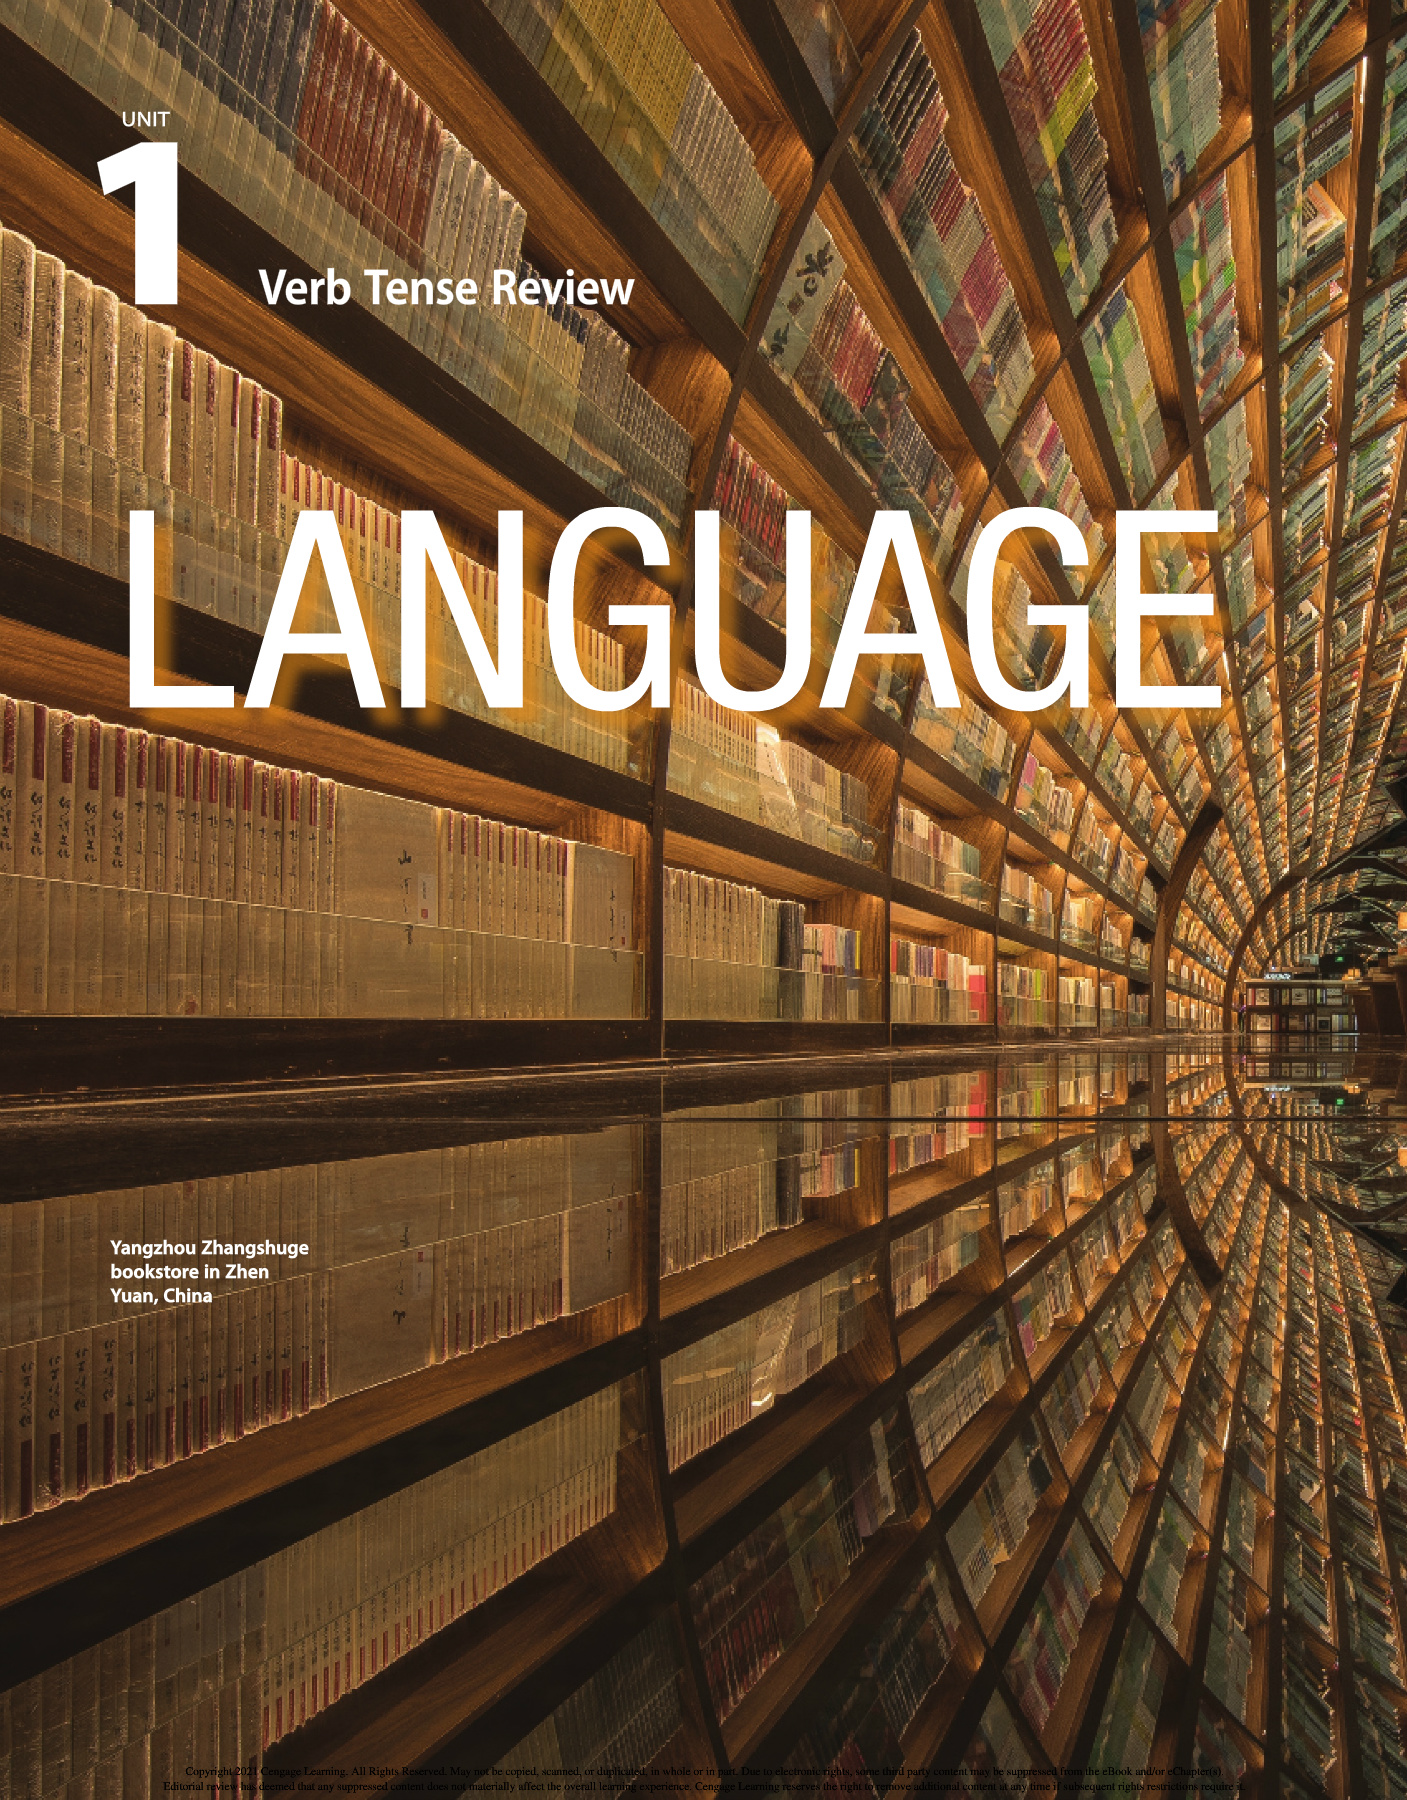 UNIT
1
Verb Tense Review
LANGUAGE
Yangzhou Zhangshuge
bookstore in Zhen
Yuan, China
Copyright 2021 Cengage Learning. All Rights Reserved. May not be copied, scanned, or duplicated, in whole or in part. Due to electronic rights, some third party content may be suppressed from the eBook and/or eChapter(s).
Editorial review has deemed that any suppressed content does not materially affect the overall learning experience. Cengage Learning reserves the right to remove additional content at any time if subsequent rights restrictions require it.